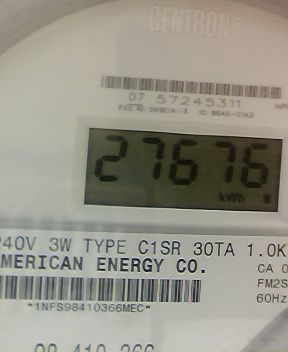 CENTRON®
07 57245311
27676
kWh
240V 3W TYPE C1SR 30TA 1.0K
AMERICAN ENERGY CO.
CA 0
FM2S
60Hz
*1NFS98410366MEC*